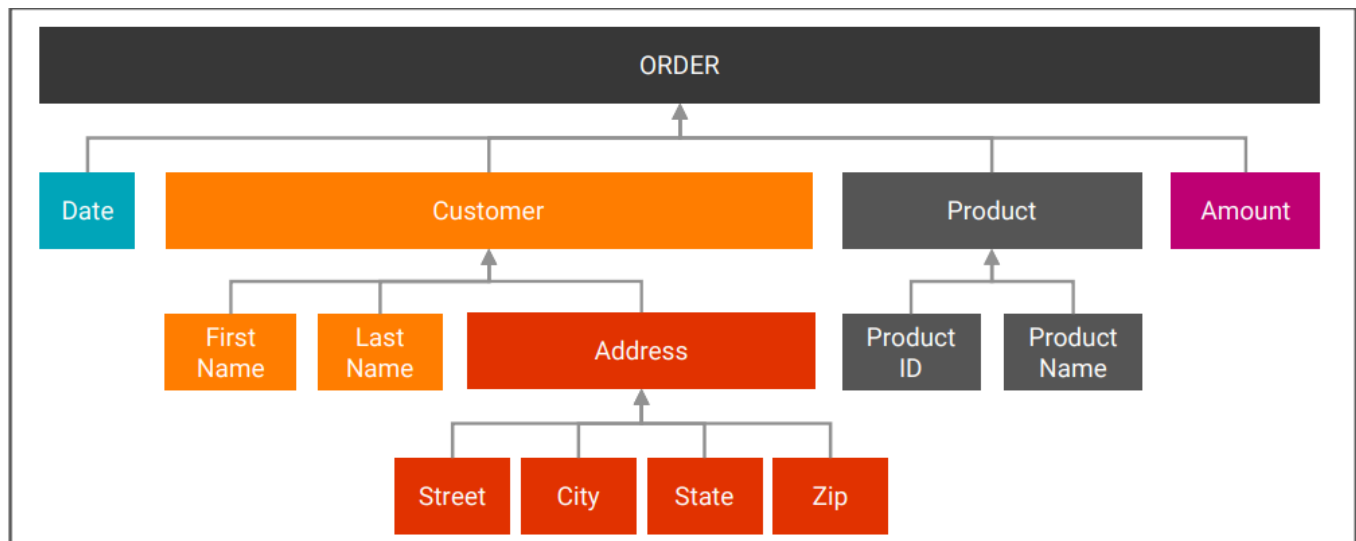 ORDER
Date
Customer
Product
Amount
First
Name
Last
Name
Address
Product
ID
Product
Name
Street
City
State
Zip